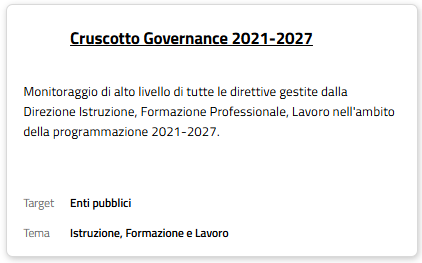 Cruscotto Governance 2021-2027
Monitoraggio di alto livello di tutte le direttive gestite dalla
Direzione Istruzione, Formazione Professionale, Lavoro nell'ambito
della programmazione 2021-2027.
Target Enti pubblici
Tema Istruzione, Formazione e Lavoro